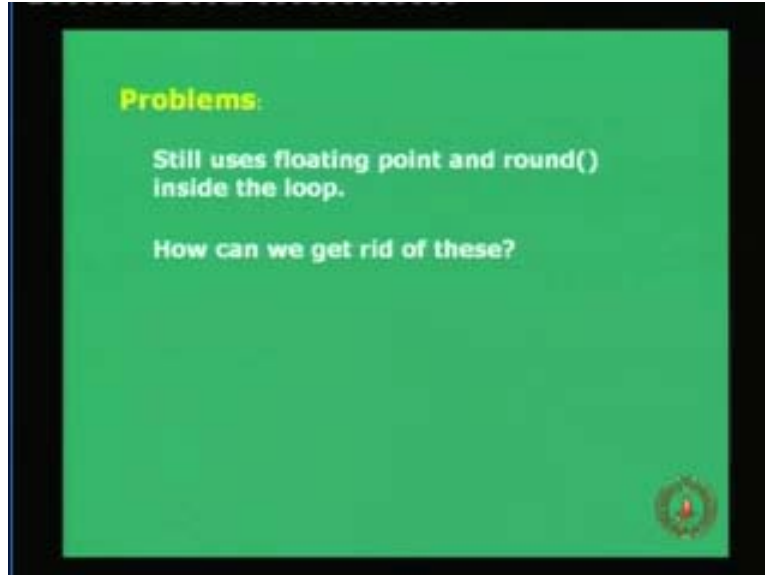 Problems:
Still uses floating point and round()
inside the loop.
How can we get rid of these?